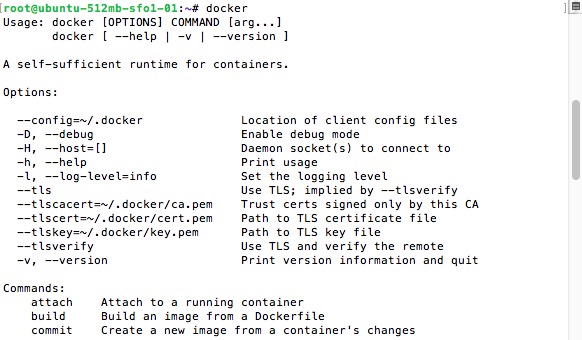 [root@ubuntu-512mb-sfo1-01:~# docker ]
Usage: docker [OPTIONS] COMMAND [arg...]
       docker [ --help | -v | --version ]

A self-sufficient runtime for containers.

Options:

  --config=~/.docker              Location of client config files
  -D, --debug                     Enable debug mode
  -H, --host=[]                   Daemon socket(s) to connect to
  -h, --help                      Print usage
  -l, --log-level=info            Set the logging level
  --tls                           Use TLS; implied by --tlsverify
  --tlscacert=~/.docker/ca.pem    Trust certs signed only by this CA
  --tlscert=~/.docker/cert.pem    Path to TLS certificate file
  --tlskey=~/.docker/key.pem      Path to TLS key file
  --tlsverify                     Use TLS and verify the remote
  -v, --version                   Print version information and quit

Commands:
    attach    Attach to a running container
    build     Build an image from a Dockerfile
    commit    Create a new image from a container's changes